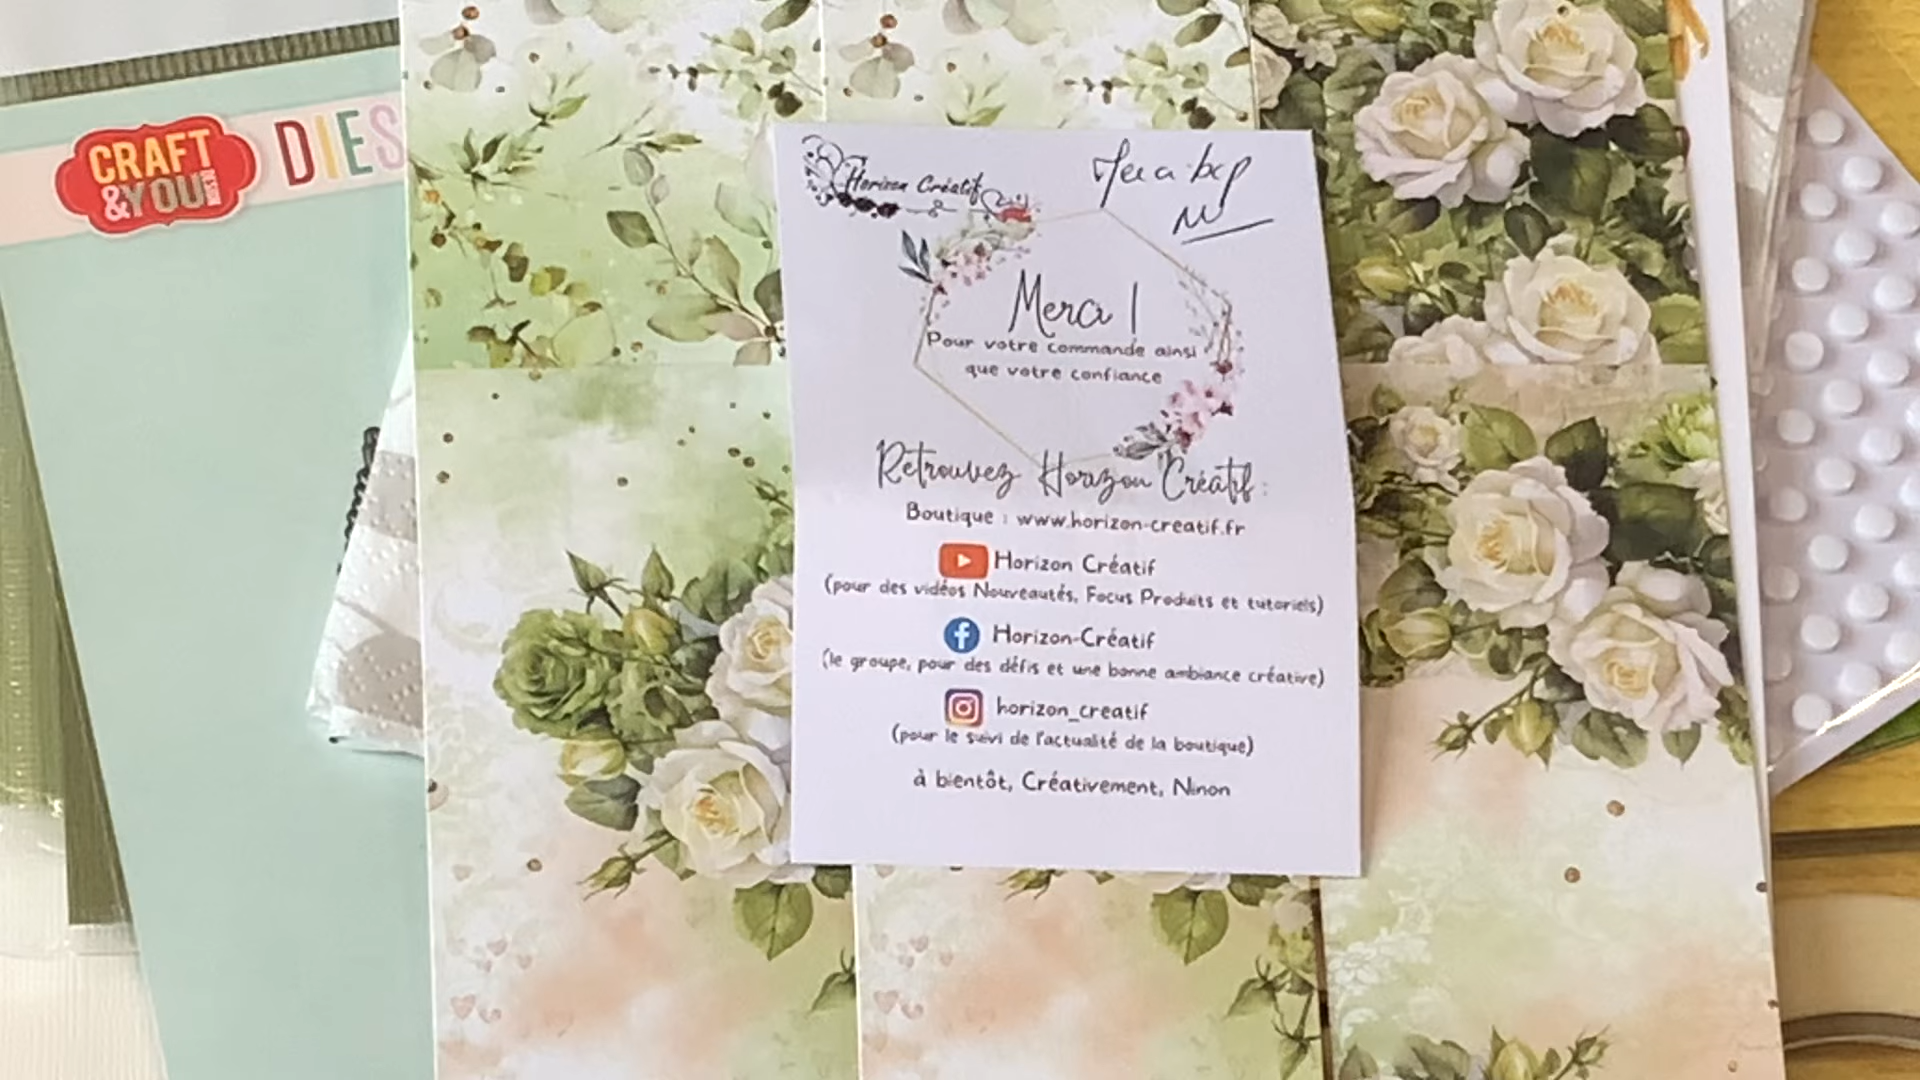 CRAFT
&YOU
DIES
Horizon Créatif
Merci bcp
Merci !
Pour votre commande ainsi
que votre confiance
Retrouvez Horizon Créatif :
Boutique : www.horizon-creatif.fr
Horizon Créatif
(pour des vidéos Nouveautés, Focus Produits et tutoriels)
Horizon-Créatif
(le groupe, pour des défis et une bonne ambiance créative)
horizon_creatif
(pour le suivi de l'actualité de la boutique)
à bientôt, Créativement, Ninon